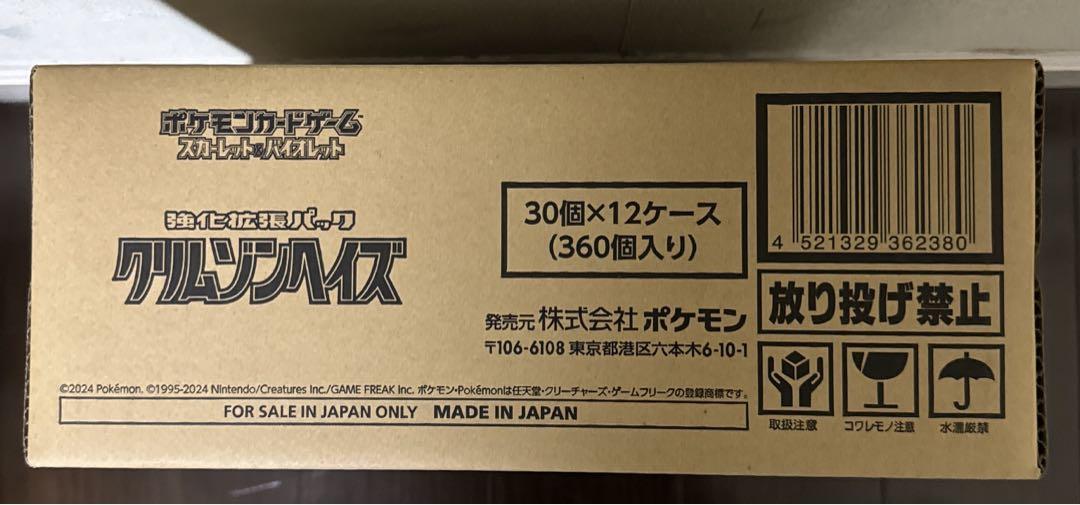 ポケモンカードゲーム
スカーレット&バイオレット
強化拡張パック
クリムゾンヘイズ
30個×12ケース
(360個入り)
発売元 株式会社 ポケモン
〒106-6108 東京都港区六本木6-10-1
©2024 Pokémon. ©1995-2024 Nintendo/Creatures Inc./GAME FREAK Inc. ポケモン・Pokémonは任天堂・クリーチャーズ・ゲームフリークの登録商標です。
FOR SALE IN JAPAN ONLY MADE IN JAPAN
4 521329 362380
放り投げ禁止
取扱注意
コワレモノ注意
水濡厳禁